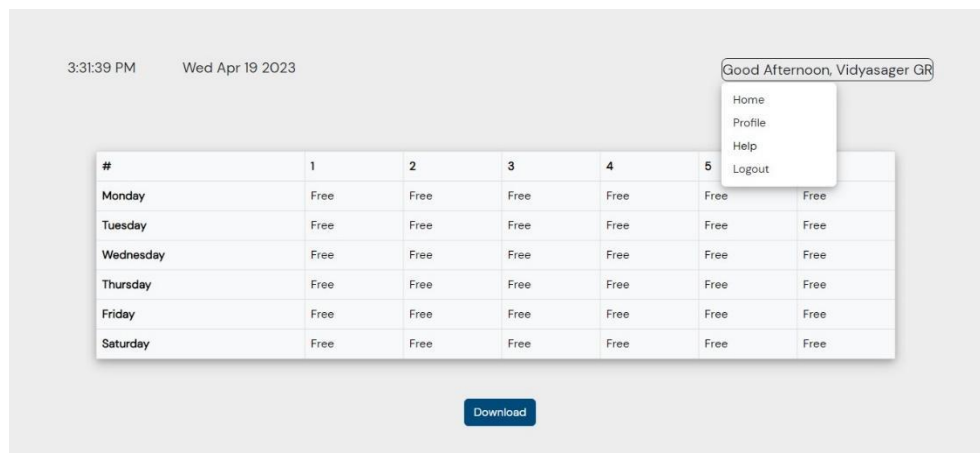 3:31:39 PM Wed Apr 19 2023 Good Afternoon, Vidyasager GR
Home
Profile
Help
Logout
# 1 2 3 4 5
Monday Free Free Free Free Free Free
Tuesday Free Free Free Free Free Free
Wednesday Free Free Free Free Free Free
Thursday Free Free Free Free Free Free
Friday Free Free Free Free Free Free
Saturday Free Free Free Free Free Free
Download